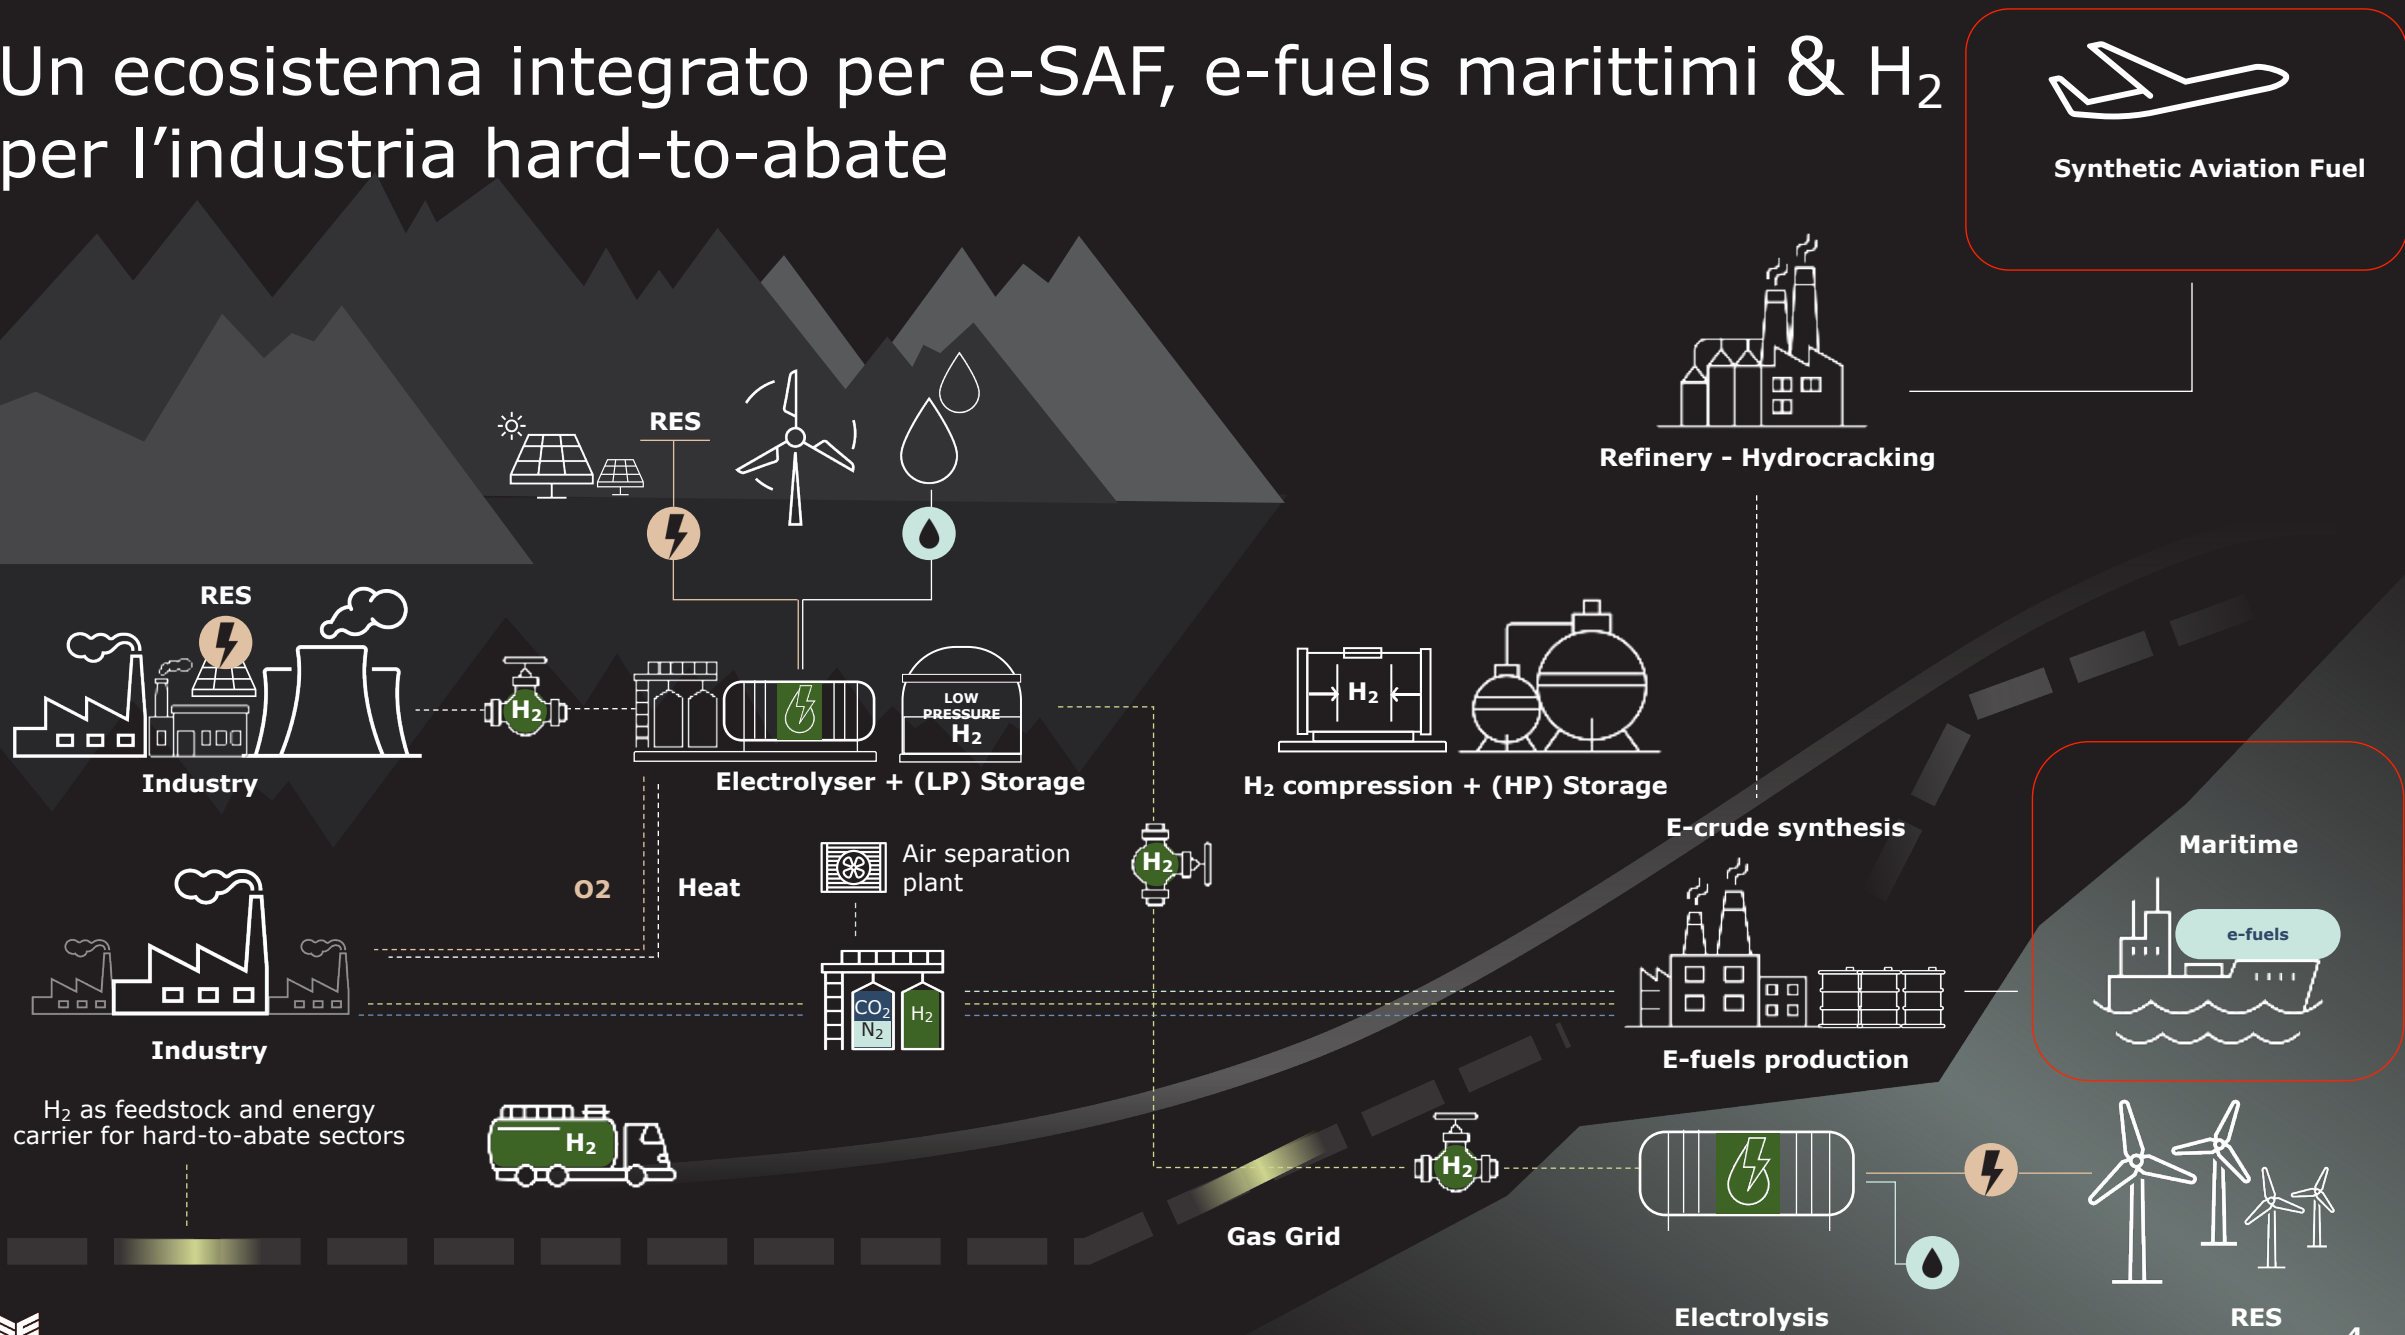 Un ecosistema integrato per e-SAF, e-fuels marittimi & H₂
per l'industria hard-to-abate
Synthetic Aviation Fuel
RES
Refinery - Hydrocracking
RES
H₂
LOW
PRESSURE
H₂
H₂
Industry
Electrolyser + (LP) Storage
H₂ compression + (HP) Storage
E-crude synthesis
Maritime
Air separation
plant
H₂
O2
Heat
e-fuels
CO₂
N₂
H₂
Industry
E-fuels production
H₂ as feedstock and energy
carrier for hard-to-abate sectors
H₂
H₂
Gas Grid
Electrolysis
RES